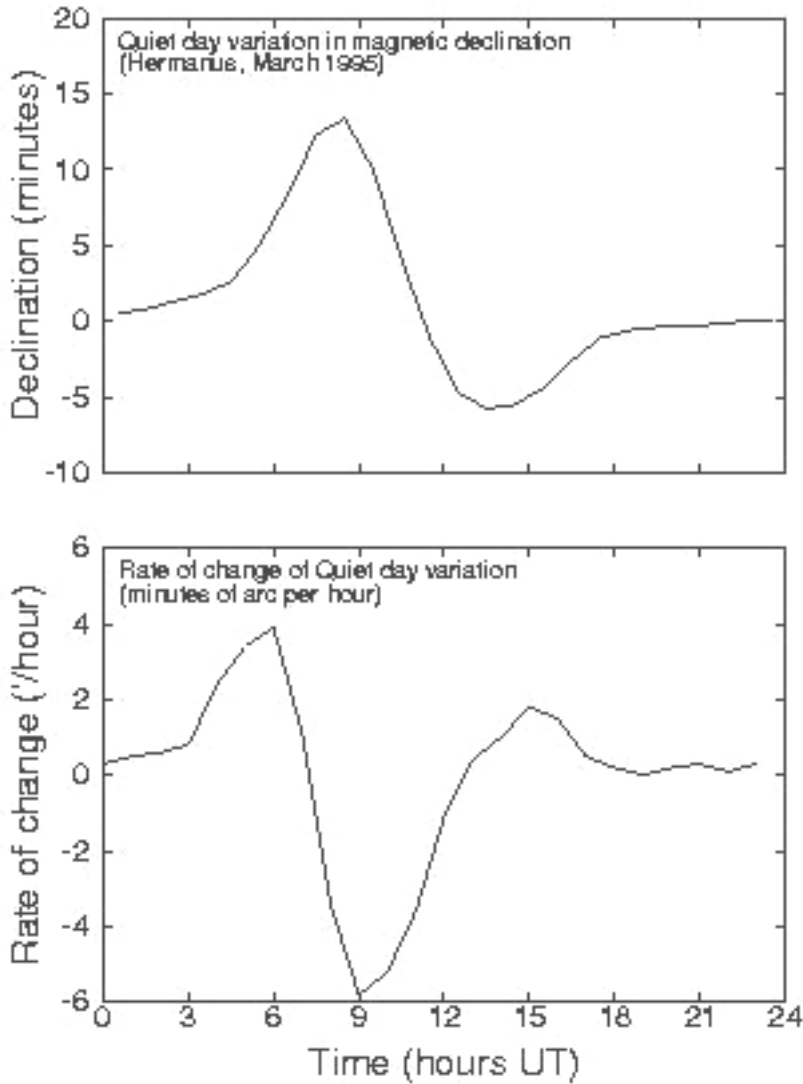 20
Quiet day variation in magnetic declination
(Hermanus, March 1995)
15
10
5
0
-5
-10
Declination (minutes)
6
Rate of change of Quiet day variation
(minutes of arc per hour)
4
2
0
-2
-4
-6
Rate of change ('/hour)
0 3 6 9 12 15 18 21 24
Time (hours UT)